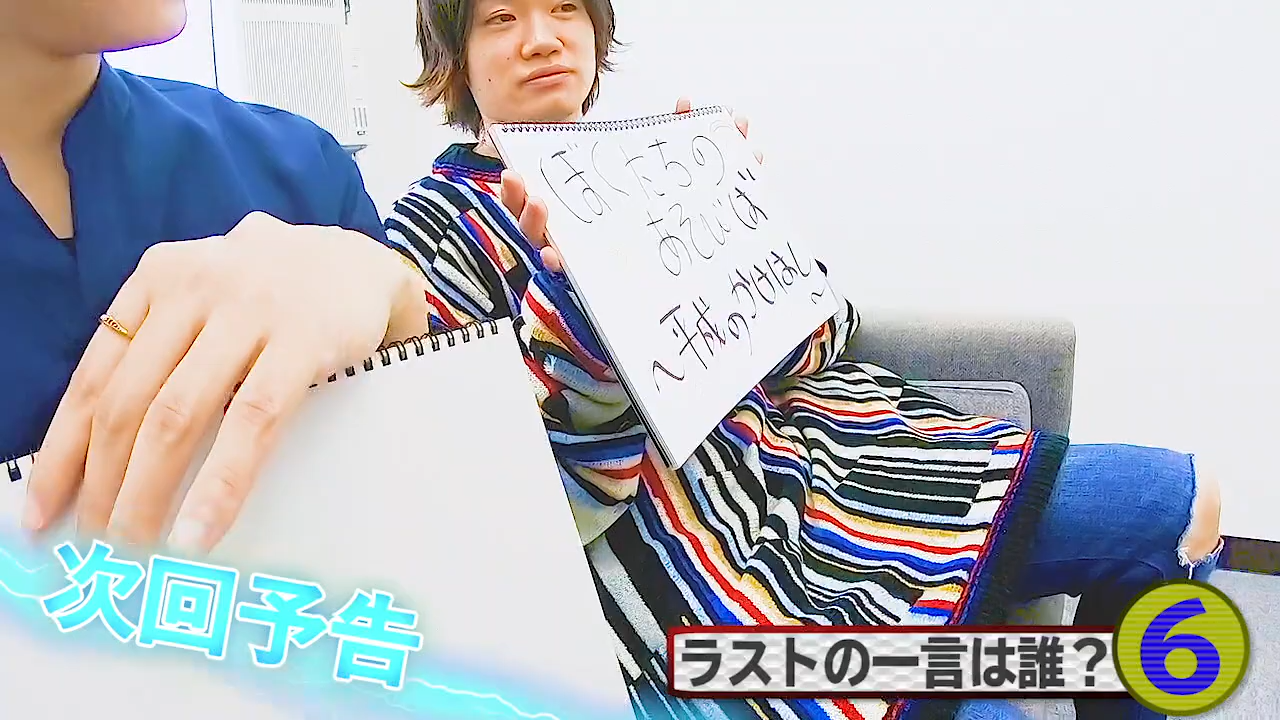 ぼくたちの
あそびば
～平成のかけはし～
次回予告
ラストの一言は誰？
6